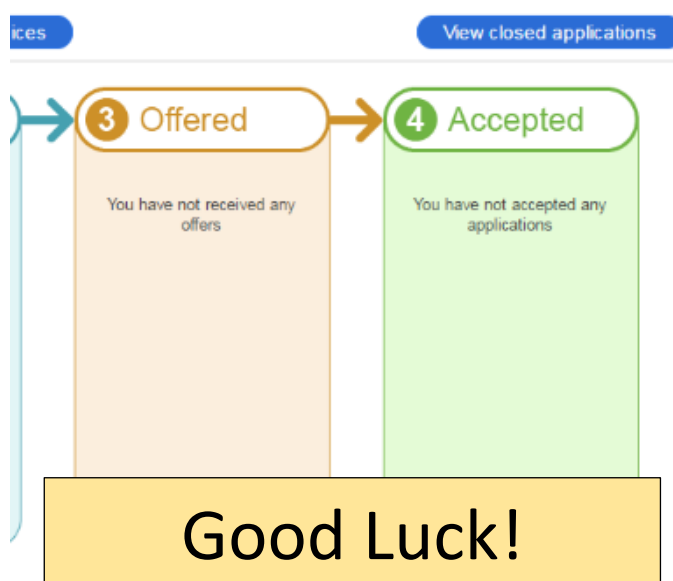 View closed applications
3 Offered
4 Accepted
You have not received any
offers
You have not accepted any
applications
Good Luck!